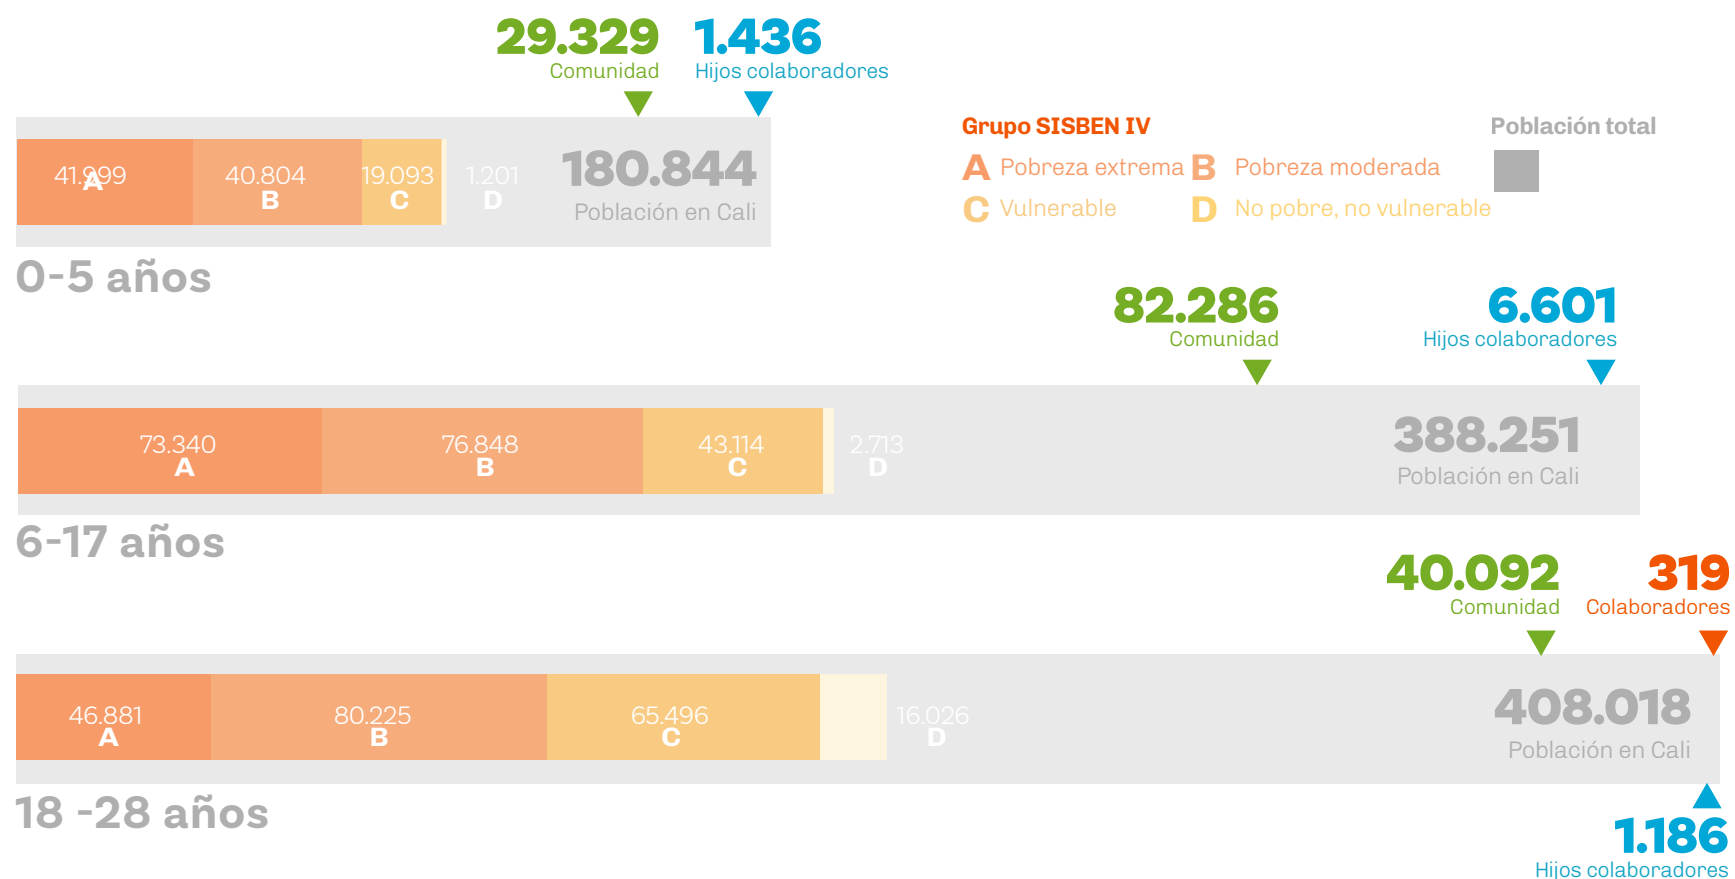 29.329
Comunidad
1.436
Hijos colaboradores
41.999
A
40.804
B
19.093
C
1.201
D
180.844
Población en Cali
0-5 años
Grupo SISBEN IV
A Pobreza extrema
B Pobreza moderada
C Vulnerable
D No pobre, no vulnerable
Población total
82.286
Comunidad
6.601
Hijos colaboradores
73.340
A
76.848
B
43.114
C
2.713
D
388.251
Población en Cali
6-17 años
40.092
Comunidad
319
Colaboradores
46.881
A
80.225
B
65.496
C
16.026
D
408.018
Población en Cali
18 -28 años
1.186
Hijos colaboradores